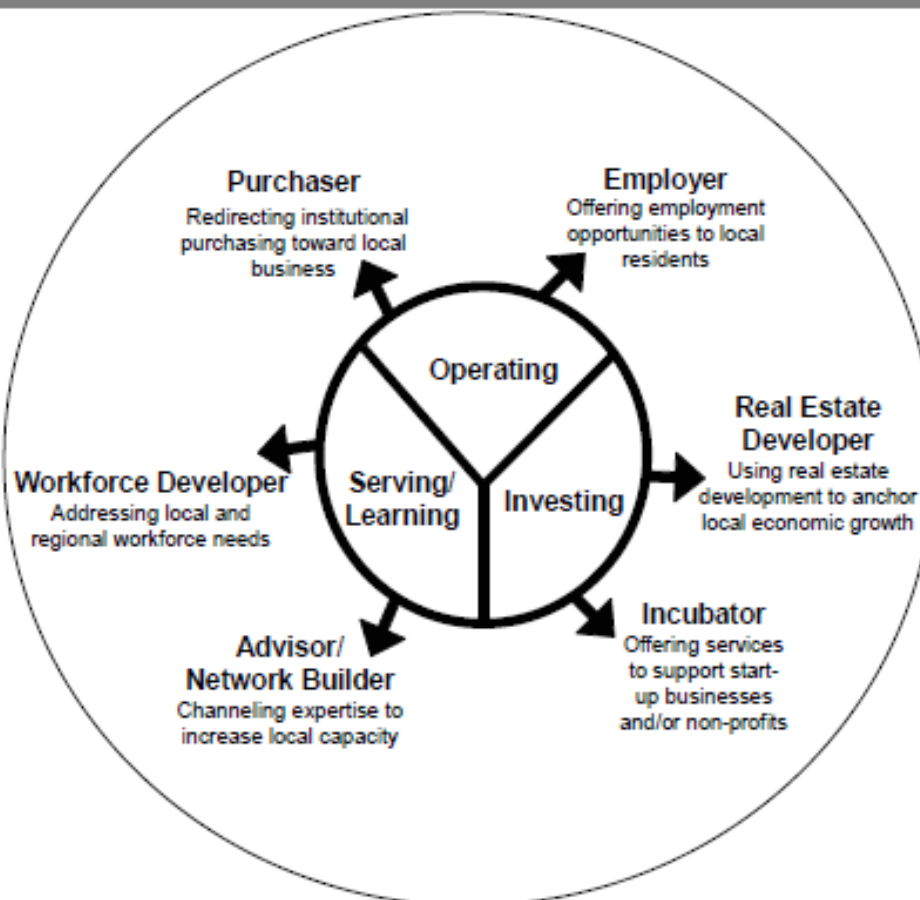 Purchaser
Redirecting institutional
purchasing toward local
business
Employer
Offering employment
opportunities to local
residents
Operating
Real Estate
Developer
Using real estate
development to anchor
local economic growth
Workforce Developer
Addressing local and
regional workforce needs
Serving/
Learning
Investing
Advisor/
Network Builder
Channeling expertise to
increase local capacity
Incubator
Offering services
to support start-
up businesses
and/or non-profits